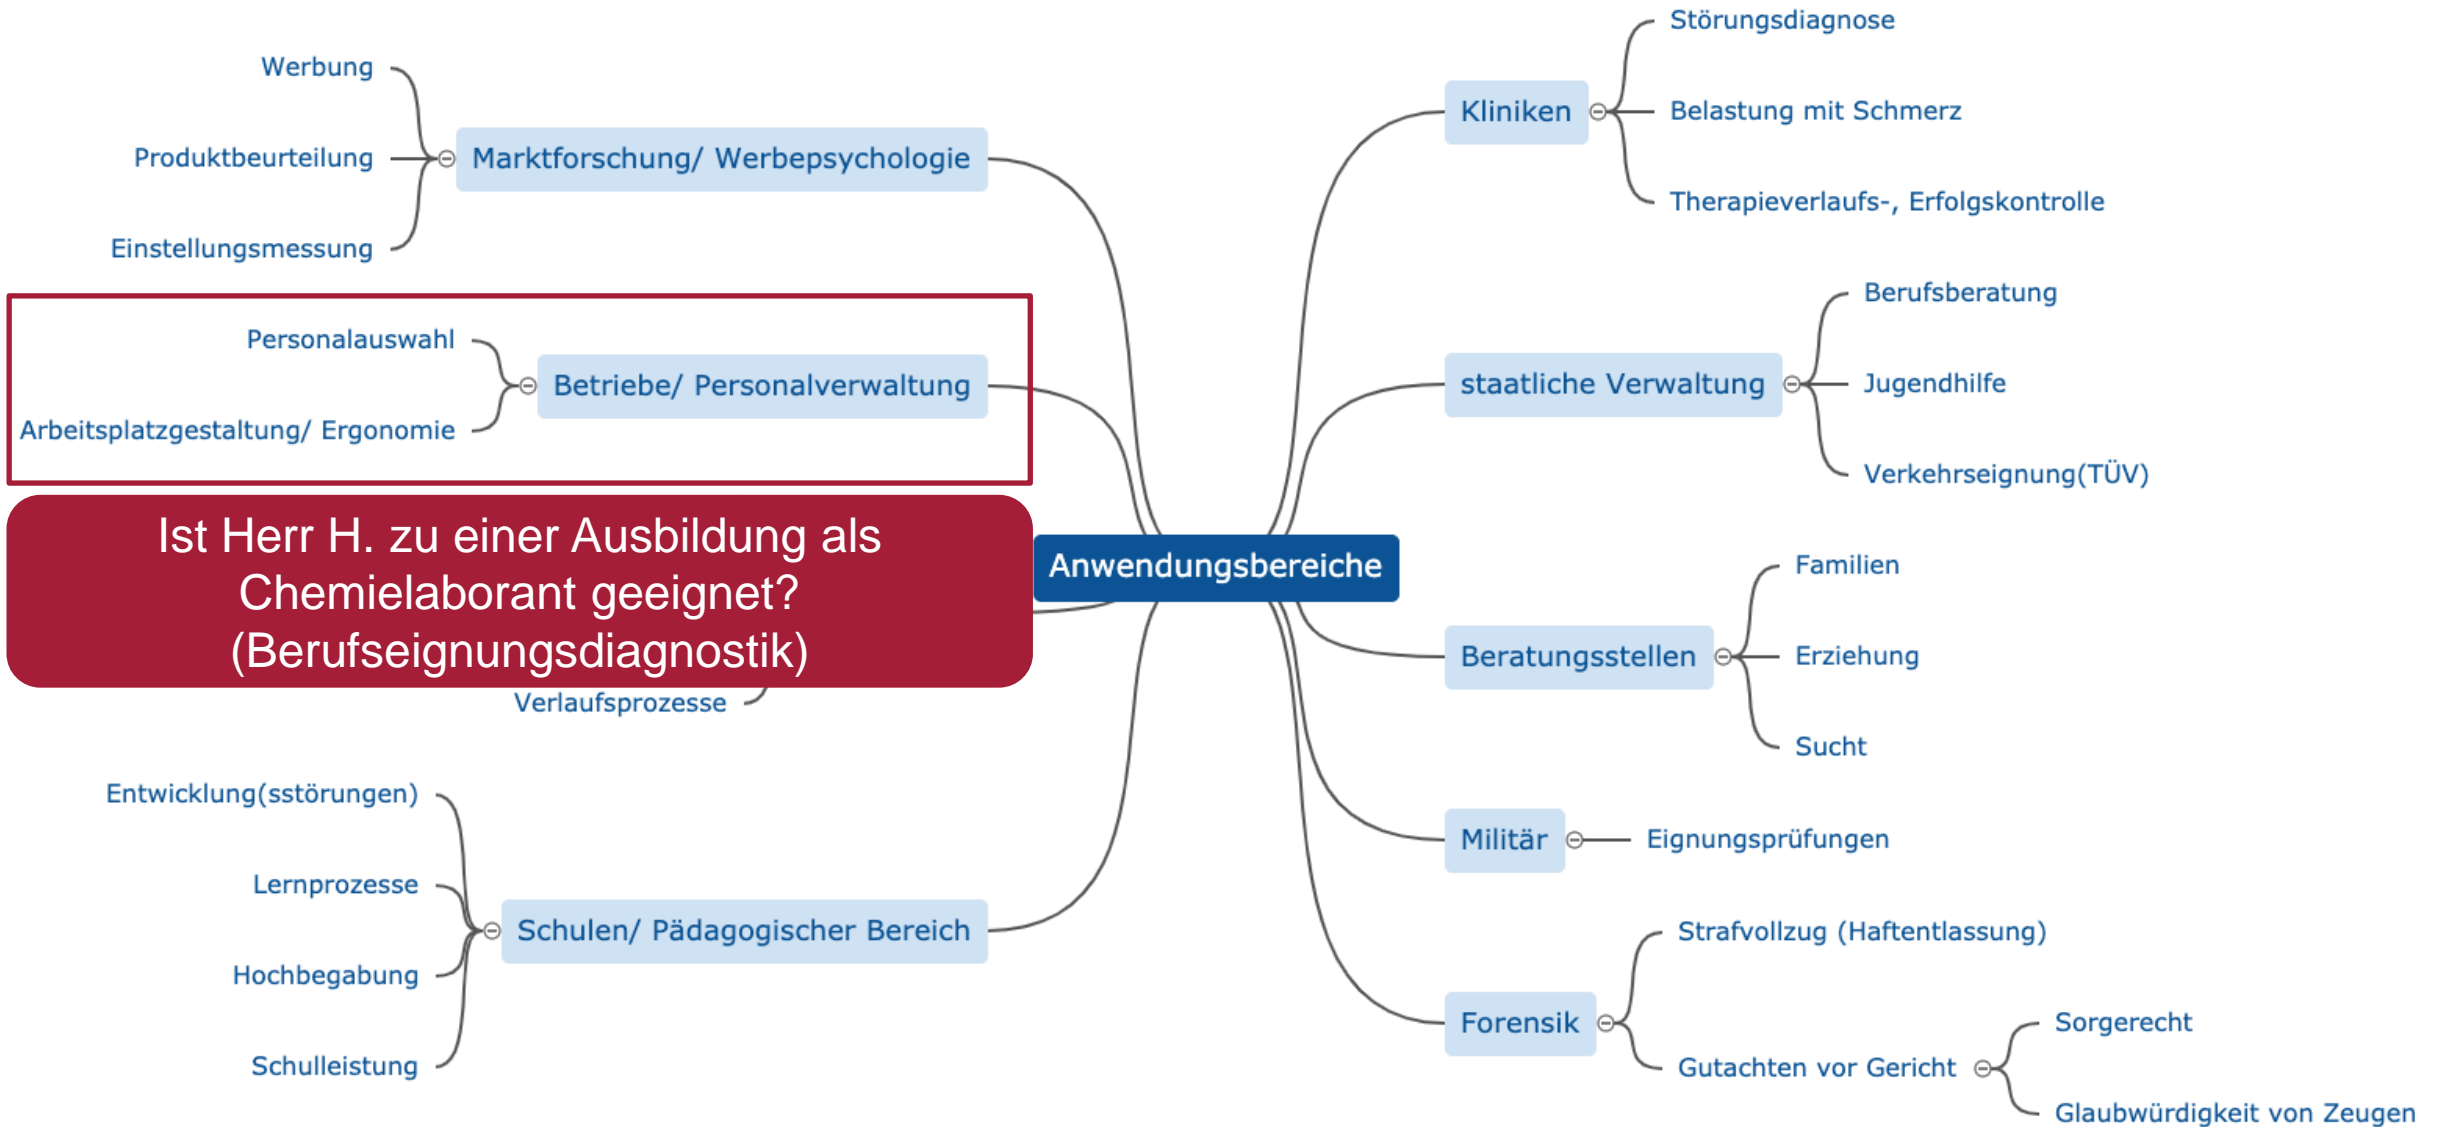 Werbung
Produktbeurteilung
Einstellungsmessung
Marktforschung/ Werbepsychologie
Personalauswahl
Arbeitsplatzgestaltung/ Ergonomie
Betriebe/ Personalverwaltung
Ist Herr H. zu einer Ausbildung als
Chemielaborant geeignet?
(Berufseignungsdiagnostik)
Verlaufsprozesse
Entwicklung(sstörungen)
Lernprozesse
Hochbegabung
Schulleistung
Schulen/ Pädagogischer Bereich
Anwendungsbereiche
Kliniken
Störungsdiagnose
Belastung mit Schmerz
Therapieverlaufs-, Erfolgskontrolle
staatliche Verwaltung
Berufsberatung
Jugendhilfe
Verkehrseignung(TÜV)
Beratungsstellen
Familien
Erziehung
Sucht
Militär
Eignungsprüfungen
Forensik
Strafvollzug (Haftentlassung)
Gutachten vor Gericht
Sorgerecht
Glaubwürdigkeit von Zeugen